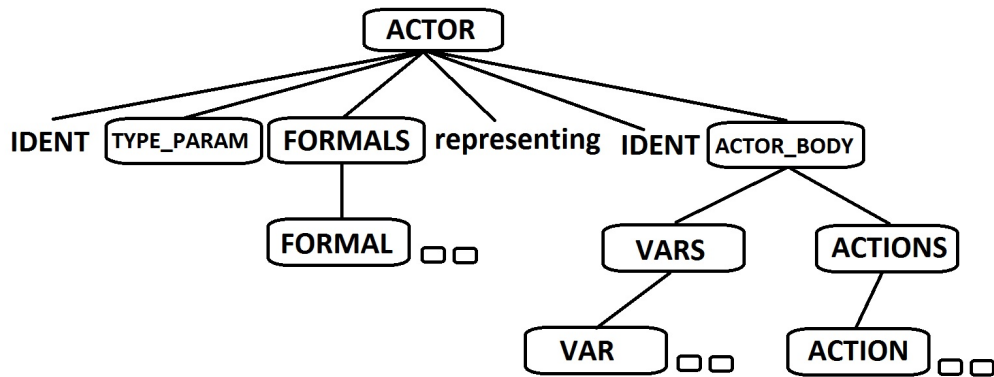 ACTOR
IDENT TYPE_PARAM FORMALS representing IDENT ACTOR_BODY
FORMAL VARS ACTIONS
VAR ACTION